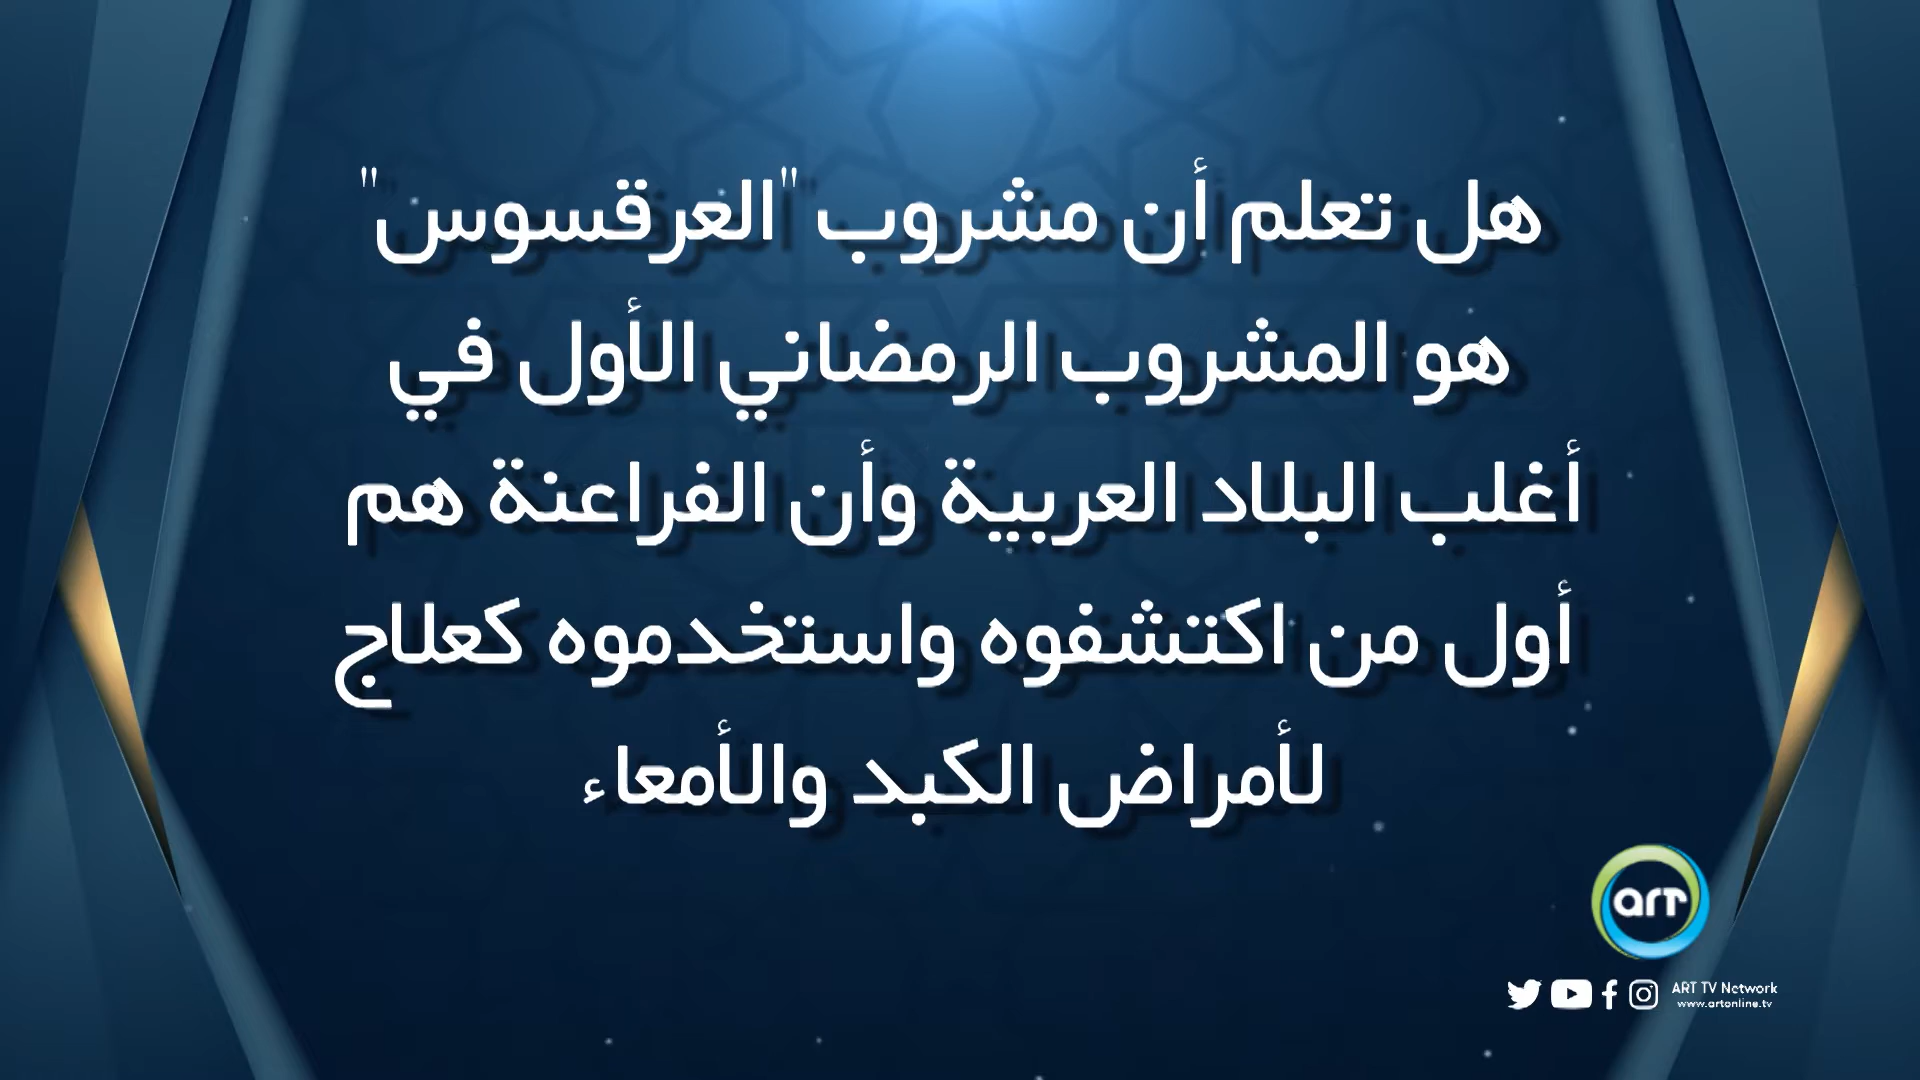 هل تعلم أن مشروب "العرقسوس"
هو المشروب الرمضاني الأول في
أغلب البلاد العربية وأن الفراعنة هم
أول من اكتشفوه واستخدموه كعلاج
لأمراض الكبد والأمعاء
art
ART TV Network
www.artonline.tv